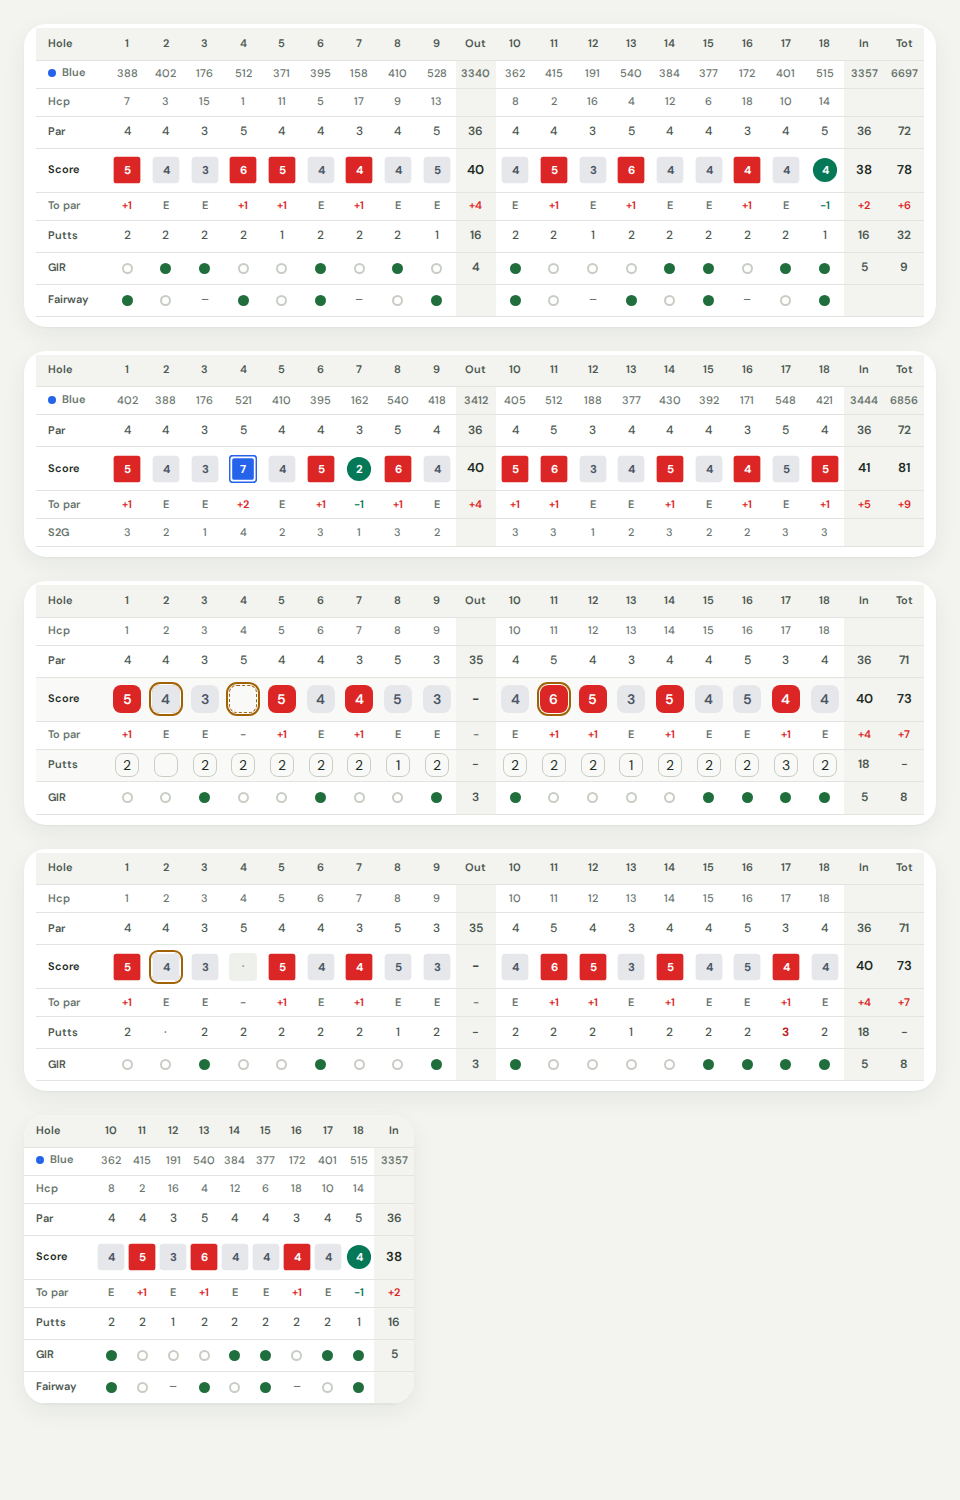 Hole 1 2 3 4 5 6 7 8 9 Out 10 11 12 13 14 15 16 17 18 In Tot
Blue 388 402 176 512 371 395 158 410 528 3340 362 415 191 540 384 377 172 401 515 3357 6697
Hcp 7 3 15 1 11 5 17 9 13 8 2 16 4 12 6 18 10 14
Par 4 4 3 5 4 4 3 4 5 36 4 4 3 5 4 4 3 4 5 36 72
Score 5 4 3 6 5 4 4 4 5 40 4 5 3 6 4 4 4 4 4 38 78
To par +1 E E +1 +1 E +1 E E +4 E +1 E +1 E E +1 E -1 +2 +6
Putts 2 2 2 2 1 2 2 2 1 16 2 2 1 2 2 2 2 2 1 16 32
GIR 4 5 9
Fairway – – – –
Hole 1 2 3 4 5 6 7 8 9 Out 10 11 12 13 14 15 16 17 18 In Tot
Blue 402 388 176 521 410 395 162 540 418 3412 405 512 188 377 430 392 171 548 421 3444 6856
Par 4 4 3 5 4 4 3 5 4 36 4 5 3 4 4 4 3 5 4 36 72
Score 5 4 3 7 4 5 2 6 4 40 5 6 3 4 5 4 4 5 5 41 81
To par +1 E E +2 E +1 -1 +1 E +4 +1 +1 E E +1 E +1 E +1 +5 +9
S2G 3 2 1 4 2 3 1 3 2 3 3 1 2 3 2 2 3 3
Hole 1 2 3 4 5 6 7 8 9 Out 10 11 12 13 14 15 16 17 18 In Tot
Hcp 1 2 3 4 5 6 7 8 9 10 11 12 13 14 15 16 17 18
Par 4 4 3 5 4 4 3 5 3 35 4 5 4 3 4 4 5 3 4 36 71
Score 5 4 3 5 4 4 5 3 – 4 6 5 3 5 4 5 4 4 40 73
To par +1 E E – +1 E +1 E E – E +1 +1 E +1 E E +1 E +4 +7
Putts 2 2 2 2 2 2 1 2 – 2 2 2 1 2 2 2 3 2 18 –
GIR 3 5 8
Hole 1 2 3 4 5 6 7 8 9 Out 10 11 12 13 14 15 16 17 18 In Tot
Hcp 1 2 3 4 5 6 7 8 9 10 11 12 13 14 15 16 17 18
Par 4 4 3 5 4 4 3 5 3 35 4 5 4 3 4 4 5 3 4 36 71
Score 5 4 3 · 5 4 4 5 3 – 4 6 5 3 5 4 5 4 4 40 73
To par +1 E E – +1 E +1 E E – E +1 +1 E +1 E E +1 E +4 +7
Putts 2 · 2 2 2 2 2 1 2 – 2 2 2 1 2 2 2 3 2 18 –
GIR 3 5 8
Hole 10 11 12 13 14 15 16 17 18 In
Blue 362 415 191 540 384 377 172 401 515 3357
Hcp 8 2 16 4 12 6 18 10 14
Par 4 4 3 5 4 4 3 4 5 36
Score 4 5 3 6 4 4 4 4 4 38
To par E +1 E +1 E E +1 E -1 +2
Putts 2 2 1 2 2 2 2 2 1 16
GIR 5
Fairway – –